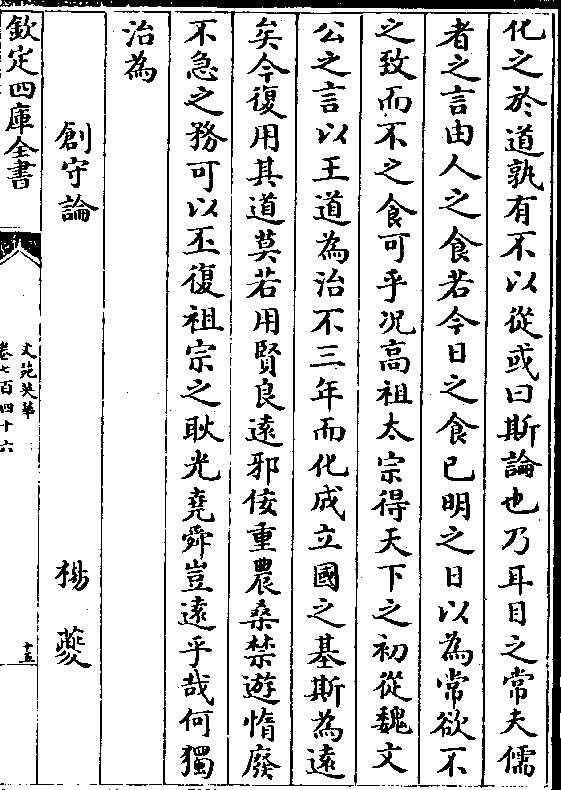 化之於道孰有不以從或曰斯論也乃耳目之常夫儒
者之言由人之食若今日之食已明之日以為常欲不
之致而不之食可乎况高祖太宗得天下之初從魏文
公之言以王道為治不三年而化成立國之基斯為遠
矣今復用其道莫若用賢良遠邪佞重農桑禁遊惰廢
不急之務可以丕復祖宗之耿光堯舜豈遠乎哉何獨
治為
創守論 楊夔
欽定四庫全書
文苑英華
卷七百四十六
十五